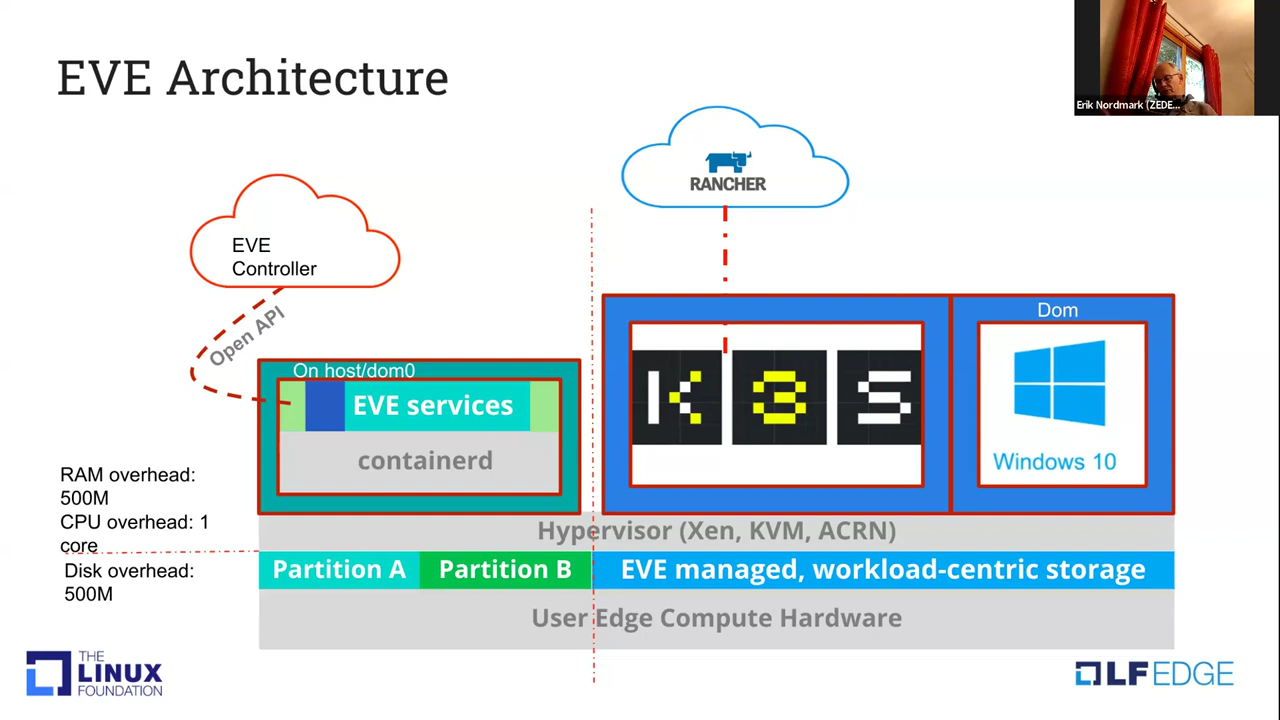 EVE Architecture
Erik Nordmark (ZEDE...
RANCHER
EVE
Controller
Open API
On host/dom0
EVE services
containerd
K3S
Dom
Windows 10
RAM overhead:
500M
CPU overhead: 1
core
Disk overhead:
500M
Hypervisor (Xen, KVM, ACRN)
Partition A
Partition B
EVE managed, workload-centric storage
User Edge Compute Hardware
THE
LINUX
FOUNDATION
LF EDGE